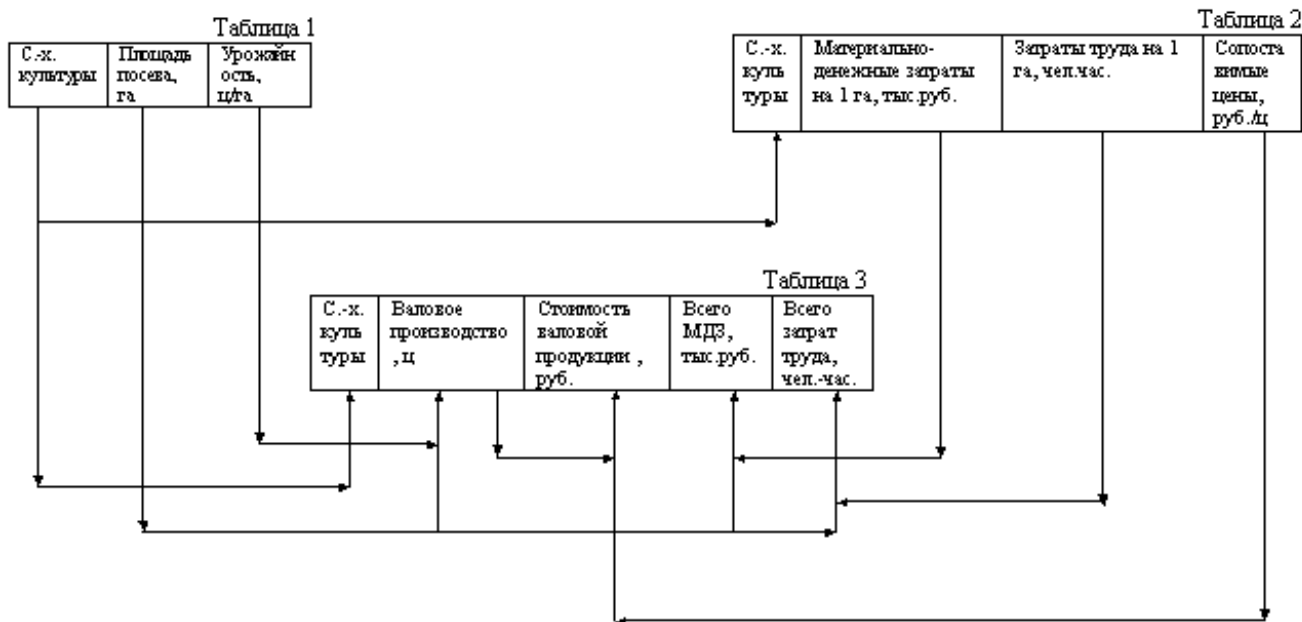 Таблица 1
С.-х.
культуры
Площадь
посева,
га
Урожайн
ость,
ц/га
Таблица 2
С.-х.
куль
туры
Материально-
денежные затраты
на 1 га, тыс.руб.
Затраты труда на 1
га, чел.час.
Сопоста
вимые
цены,
руб./ц
Таблица 3
С.-х.
куль
туры
Валовое
производство
, ц
Стоимость
валовой
продукции ,
руб.
Всего
МДЗ,
тыс.руб.
Всего
затрат
труда,
чел.-час.